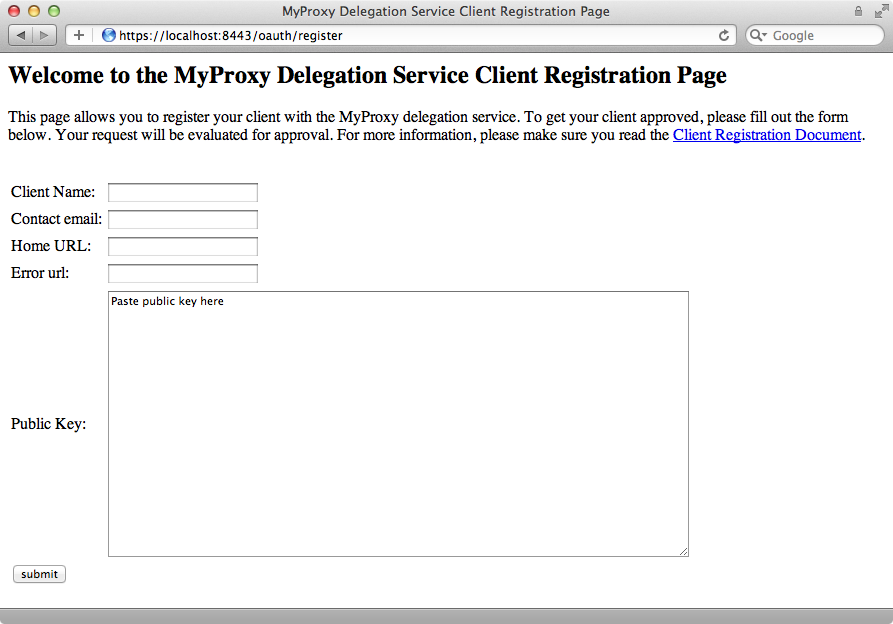 MyProxy Delegation Service Client Registration Page
https://localhost:8443/oauth/register
Google
Welcome to the MyProxy Delegation Service Client Registration Page
This page allows you to register your client with the MyProxy delegation service. To get your client approved, please fill out the form
below. Your request will be evaluated for approval. For more information, please make sure you read the Client Registration Document.
Client Name:
Contact email:
Home URL:
Error url:
Paste public key here
Public Key:
submit